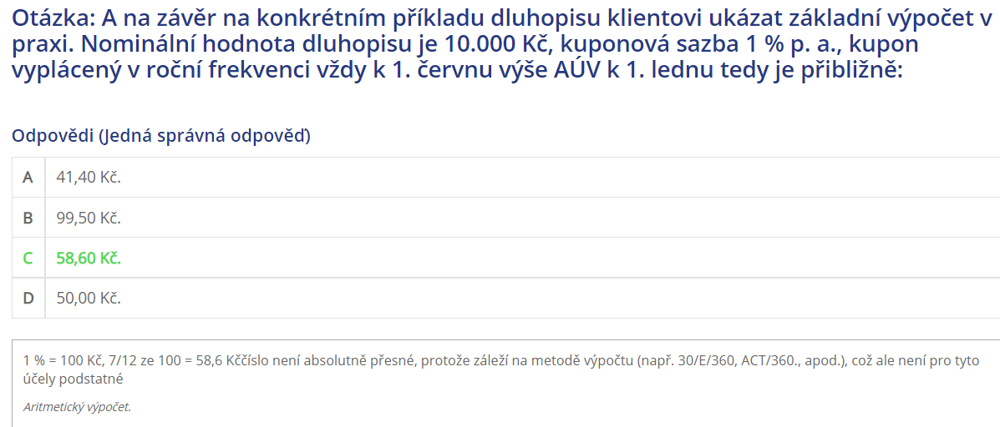 Otázka: A na závěr na konkrétním příkladu dluhopisu klientovi ukázat základní výpočet v
praxi. Nominální hodnota dluhopisu je 10.000 Kč, kuponová sazba 1 % p. a., kupon
vyplácený v roční frekvenci vždy k 1. červnu výše AÚV k 1. lednu tedy je přibližně:
Odpovědi (Jedná správná odpověď)
A 41,40 Kč.
B 99,50 Kč.
C 58,60 Kč.
D 50,00 Kč.
1 % = 100 Kč, 7/12 ze 100 = 58,6 Kččíslo není absolutně přesné, protože záleží na metodě výpočtu (např. 30/E/360, ACT/360., apod.), což ale není pro tyto
účely podstatné
Aritmetický výpočet.